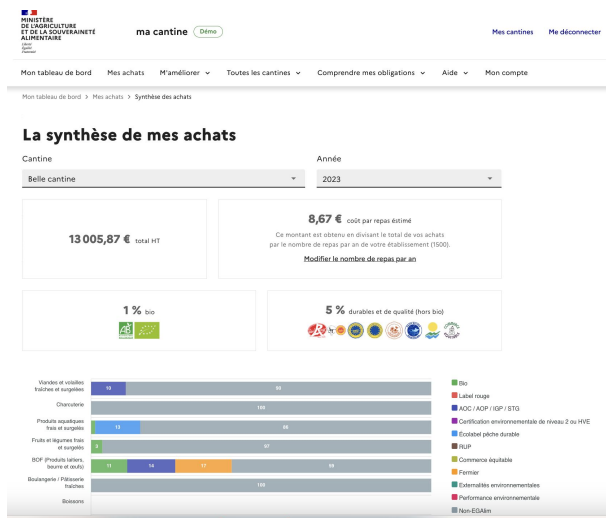 MINISTÈRE
DE L'AGRICULTURE
ET DE LA SOUVERAINETÉ
ALIMENTAIRE
Liberté
Égalité
Fraternité
ma cantine Démo
Mes cantines Me déconnecter
Mon tableau de bord Mes achats M'améliorer Toutes les cantines Comprendre mes obligations Aide Mon compte
Mon tableau de bord > Mes achats > Synthèse des achats
La synthèse de mes achats
Cantine Année
Belle cantine 2023
13 005,87 € total HT
8,67 € coût par repas éstimé
Ce montant est obtenu en divisant le total de vos achats
par le nombre de repas par an de votre établissement (1500).
Modifier le nombre de repas par an
1 % bio
AB
5 % durables et de qualité (hors bio)
Viandes et volailles
fraîches et surgelées
10
Charcuterie
100
Produits aquatiques
frais et surgelés
13
Fruits et légumes frais
et surgelés
3 97
BOF (Produits laitiers,
beurre et œufs)
11 14 17
Boulangerie / Pâtisserie
fraîches
100
Boissons
Bio
Label rouge
AOC / AOP / IGP / STG
Certification environnementale de niveau 2 ou HVE
Ecolabel pêche durable
RUP
Commerce équitable
Fermier
Externalités environnementales
Performance environnementale
Non-EGAlim